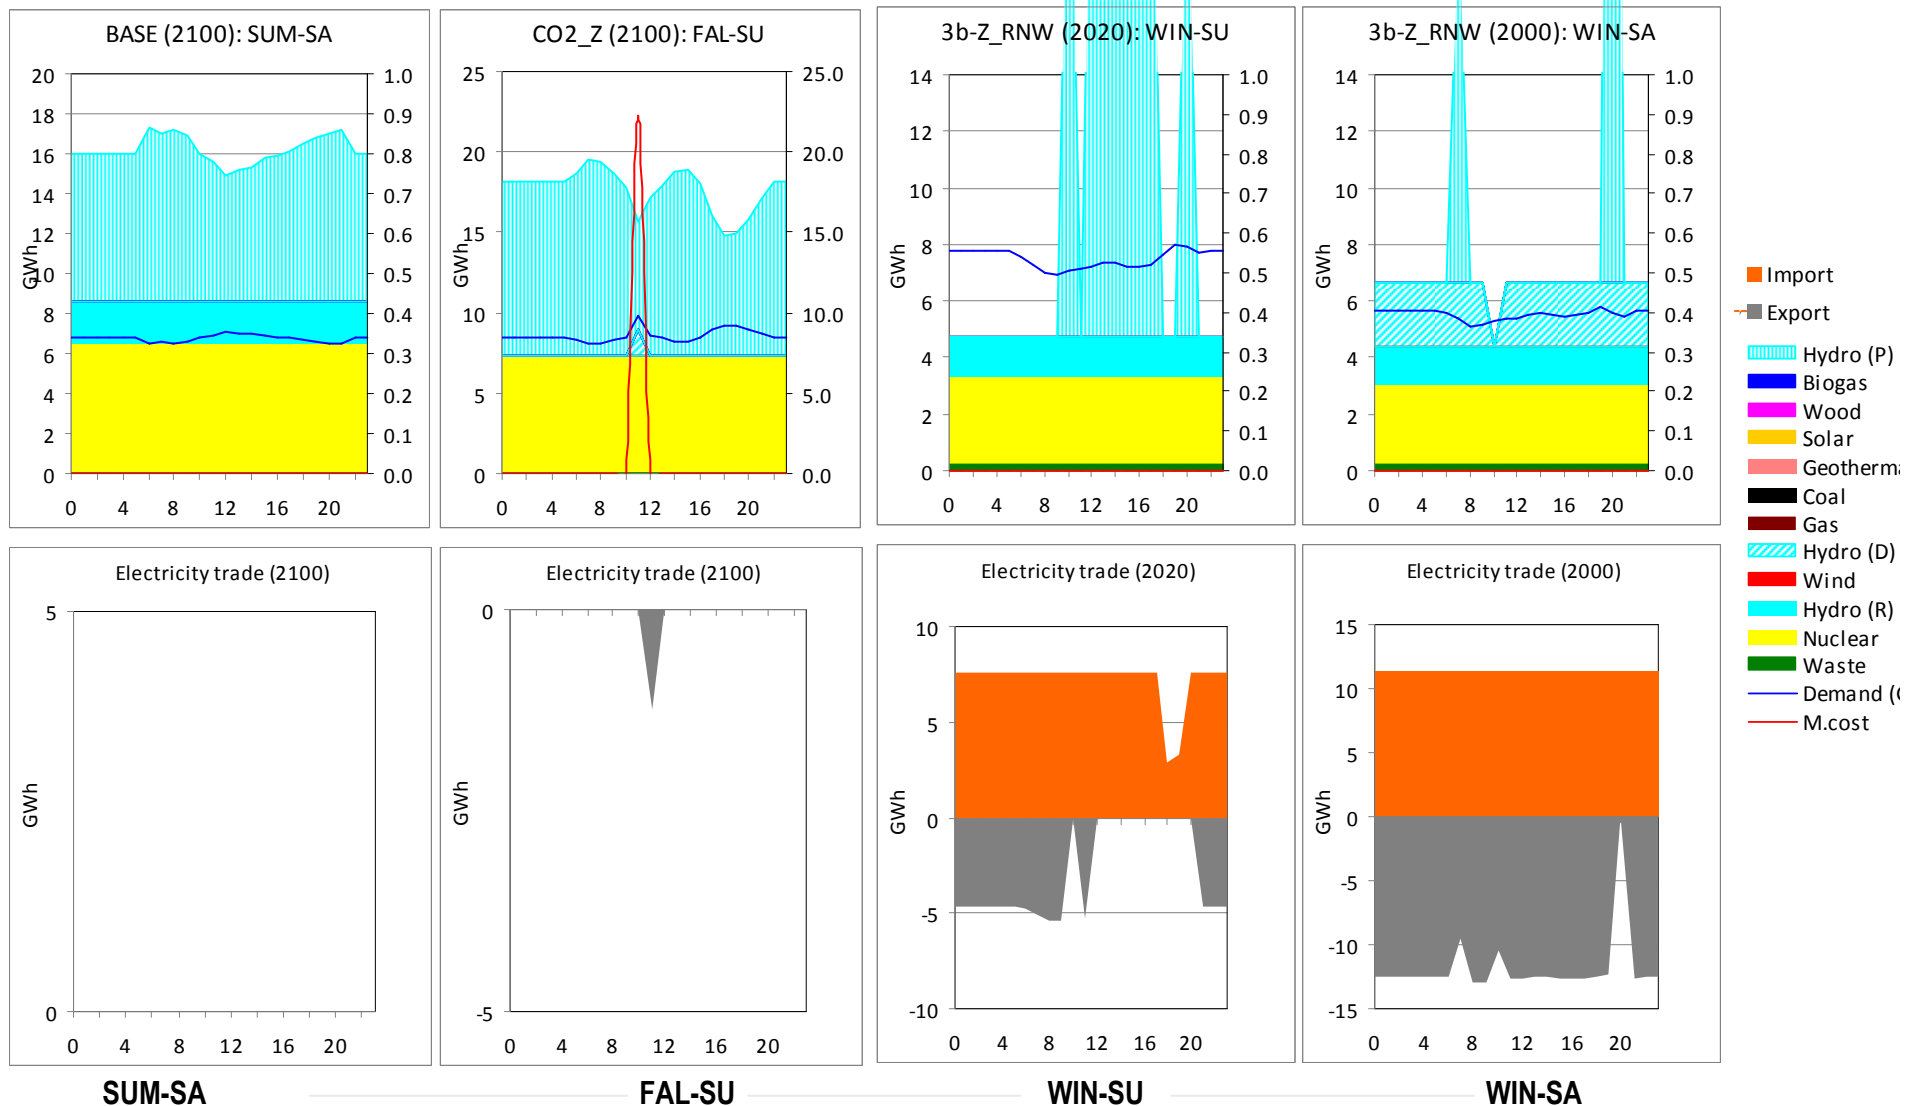 BASE (2100): SUM-SA
20
18
16
14
12
10
8
6
4
2
0
GWh
1.0
0.9
0.8
0.7
0.6
0.5
0.4
0.3
0.2
0.1
0.0
0 4 8 12 16 20
CO2_Z (2100): FAL-SU
25
20
15
10
5
0
GWh
25.0
20.0
15.0
10.0
5.0
0.0
0 4 8 12 16 20
3b-Z_RNW (2020): WIN-SU
14
12
10
8
6
4
2
0
GWh
1.0
0.9
0.8
0.7
0.6
0.5
0.4
0.3
0.2
0.1
0.0
0 4 8 12 16 20
3b-Z_RNW (2000): WIN-SA
14
12
10
8
6
4
2
0
GWh
1.0
0.9
0.8
0.7
0.6
0.5
0.4
0.3
0.2
0.1
0.0
0 4 8 12 16 20
Import
Export
Hydro (P)
Biogas
Wood
Solar
Geotherma
Coal
Gas
Hydro (D)
Wind
Hydro (R)
Nuclear
Waste
Demand (
M.cost
Electricity trade (2100)
5
0
GWh
0 4 8 12 16 20
Electricity trade (2100)
0
-5
GWh
0 4 8 12 16 20
Electricity trade (2020)
10
5
0
-5
-10
GWh
0 4 8 12 16 20
Electricity trade (2000)
15
10
5
0
-5
-10
-15
GWh
0 4 8 12 16 20
SUM-SA
FAL-SU
WIN-SU
WIN-SA